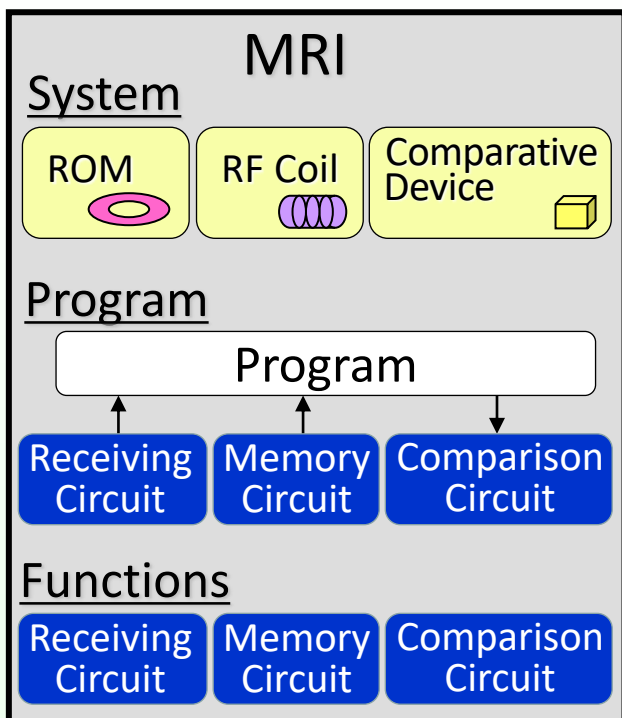 MRI
System
ROM
RF Coil
Comparative
Device
Program
Program
Receiving
Circuit
Memory
Circuit
Comparison
Circuit
Functions
Receiving
Circuit
Memory
Circuit
Comparison
Circuit